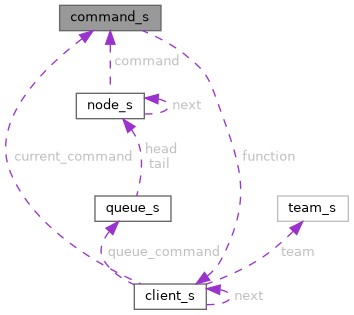 command_s
command
node_s
next
current_command
head
tail
function
queue_s
team_s
queue_command
team
client_s
next